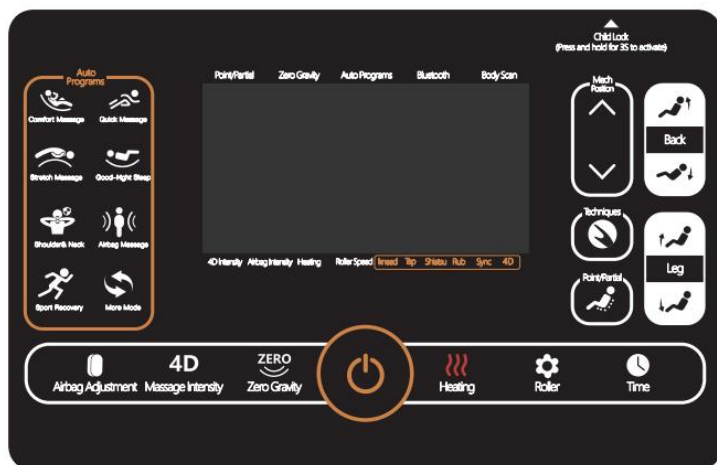 Child Lock
(Press and hold for 3S to activate)
Auto
Programs
Point/Partial Zero Gravity Auto Programs Bluetooth Body Scan
Mech
Position
Comfort Massage Quick Massage
Back
Stretch Massage Good-Night Sleep
Shoulder& Neck Airbag Massage
Techniques
4D Intensity Airbag Intensity Heating Roller Speed Knead Tap Shiatsu Rub Sync 4D
Leg
Point/Partial
Sport Recovery More Mode
4D
ZERO
Airbag Adjustment Massage Intensity Zero Gravity Heating Roller Time